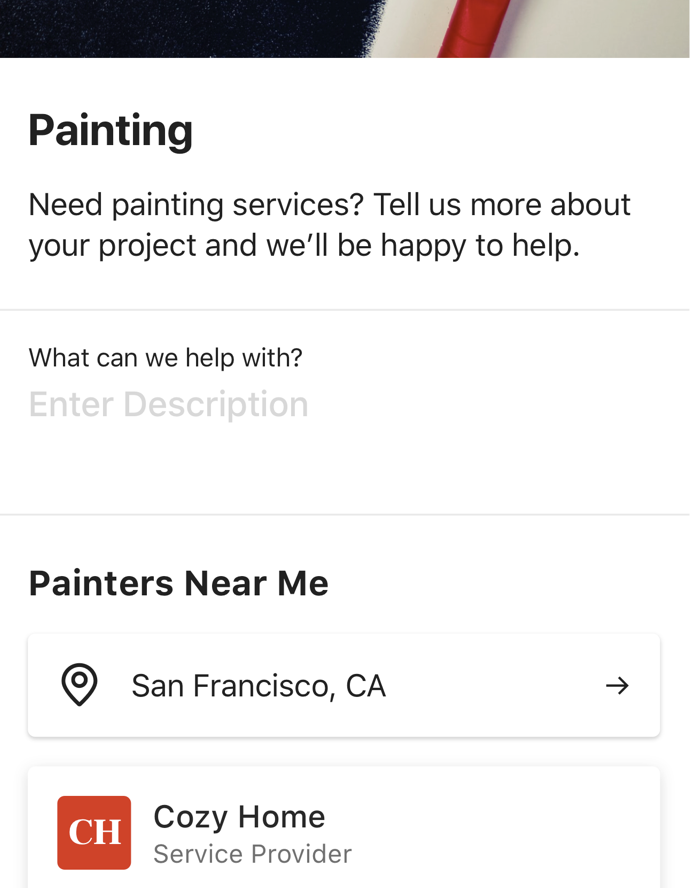 Painting
Need painting services? Tell us more about
your project and we’ll be happy to help.
What can we help with?
Enter Description
Painters Near Me
San Francisco, CA
CH
Cozy Home
Service Provider